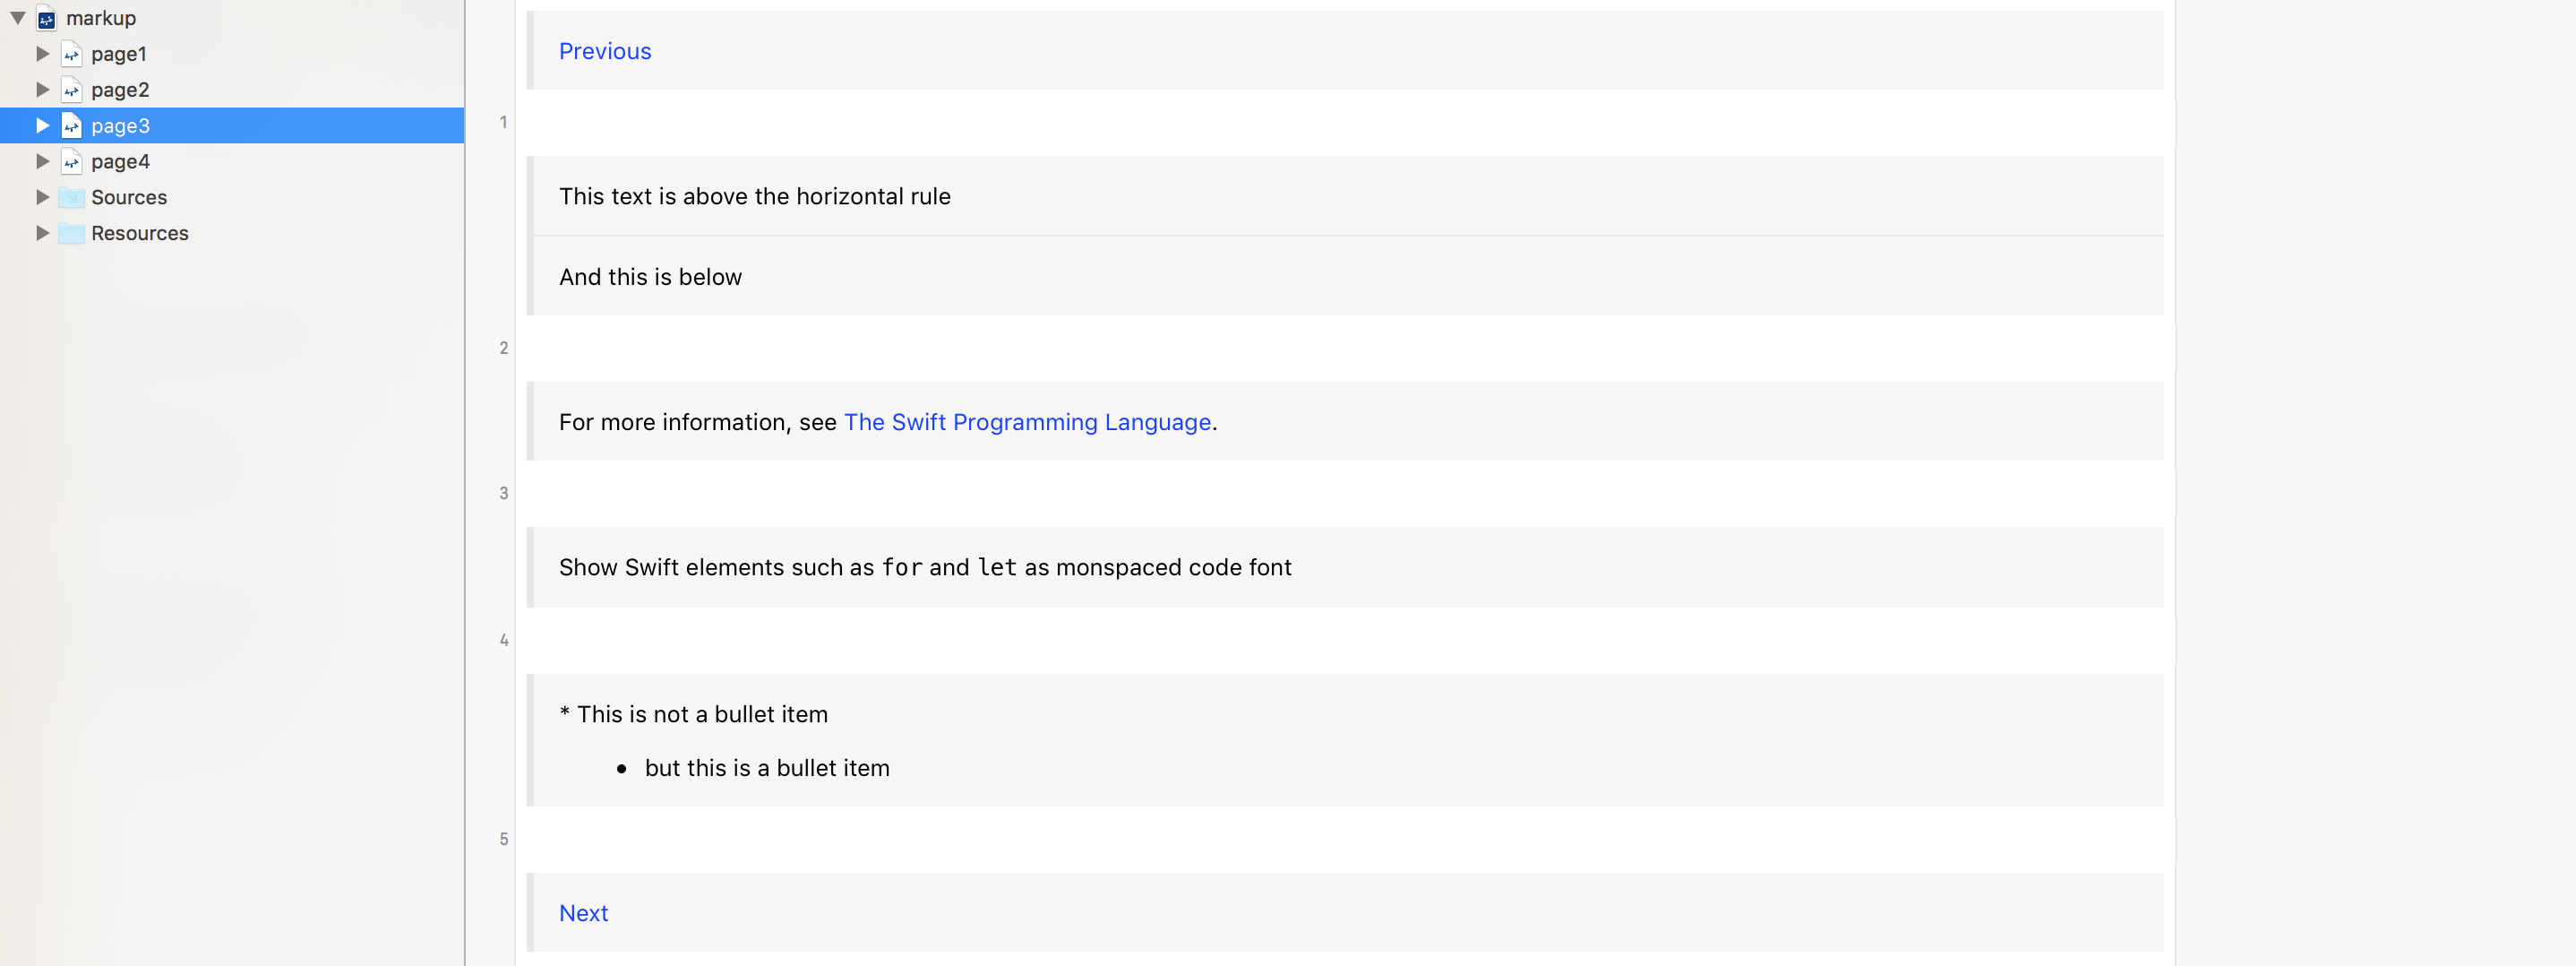 markup
page1
page2
page3
page4
Sources
Resources
Previous
1
This text is above the horizontal rule
And this is below
2
For more information, see The Swift Programming Language.
3
Show Swift elements such as for and let as monspaced code font
4
* This is not a bullet item
• but this is a bullet item
5
Next